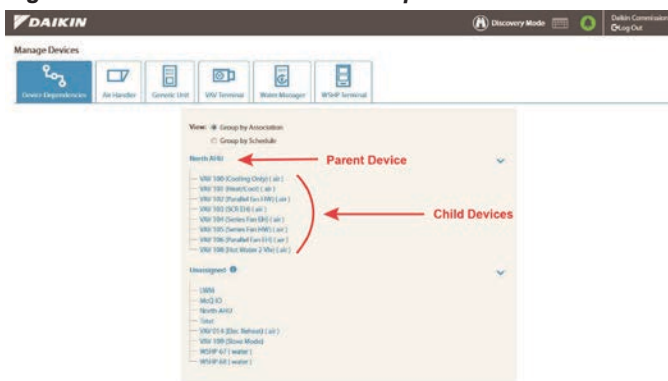 DAIKIN
Discovery Mode
Daikin Commission
Log Out
Manage Devices
Device Dependencies
Air Handler
Generic Unit
VAV Terminal
Water Manager
WSHP Terminal
View: Group by Association
Group by Schedule
North AHU
Parent Device
VAV 100 (Cooling Only) ( air )
VAV 101 (Heat/Cool) ( air )
VAV 102 (Parallel Fan HW) ( air )
VAV 103 (SCR EH) ( air )
VAV 104 (Series Fan EH) ( air )
VAV 105 (Series Fan HW) ( air )
VAV 106 (Parallel Fan EH) ( air )
VAV 108 (Hot Water 2 Vlv) ( air )
Child Devices
Unassigned
LWM
McQ IO
North AHU
Total
VAV 014 (Disc Reheat) ( air )
VAV 109 (Slave Mode)
WSHP 67 ( water )
WSHP 68 ( water )